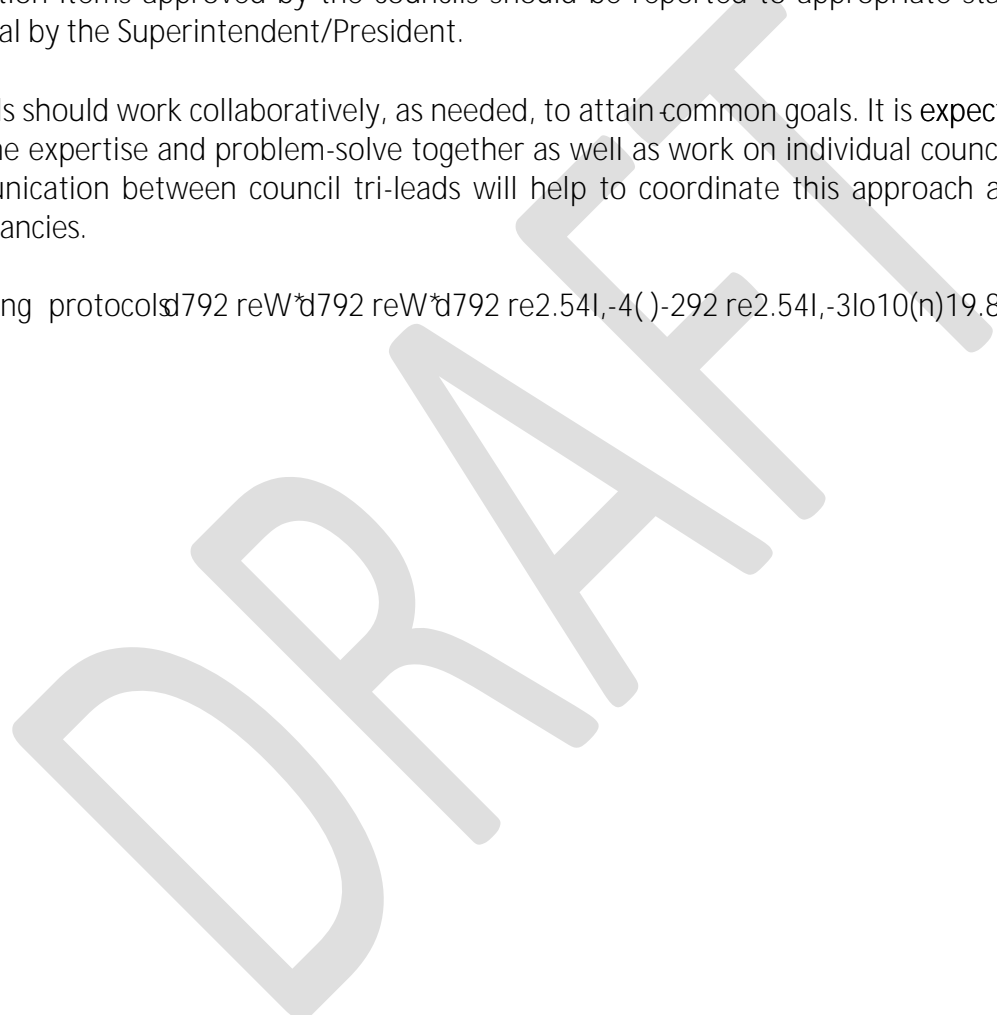 tion items approved by the councils should be reported to appropriate sta
al by the Superintendent/President.
ls should work collaboratively, as needed, to attain common goals. It is expect
ne expertise and problem-solve together as well as work on individual counc
unication between council tri-leads will help to coordinate this approach a
ancies.
ng protocolsd792 reW*d792 reW*d792 re2.54l,-4( )-292 re2.54l,-3lo10(n)19.8
DRAFT